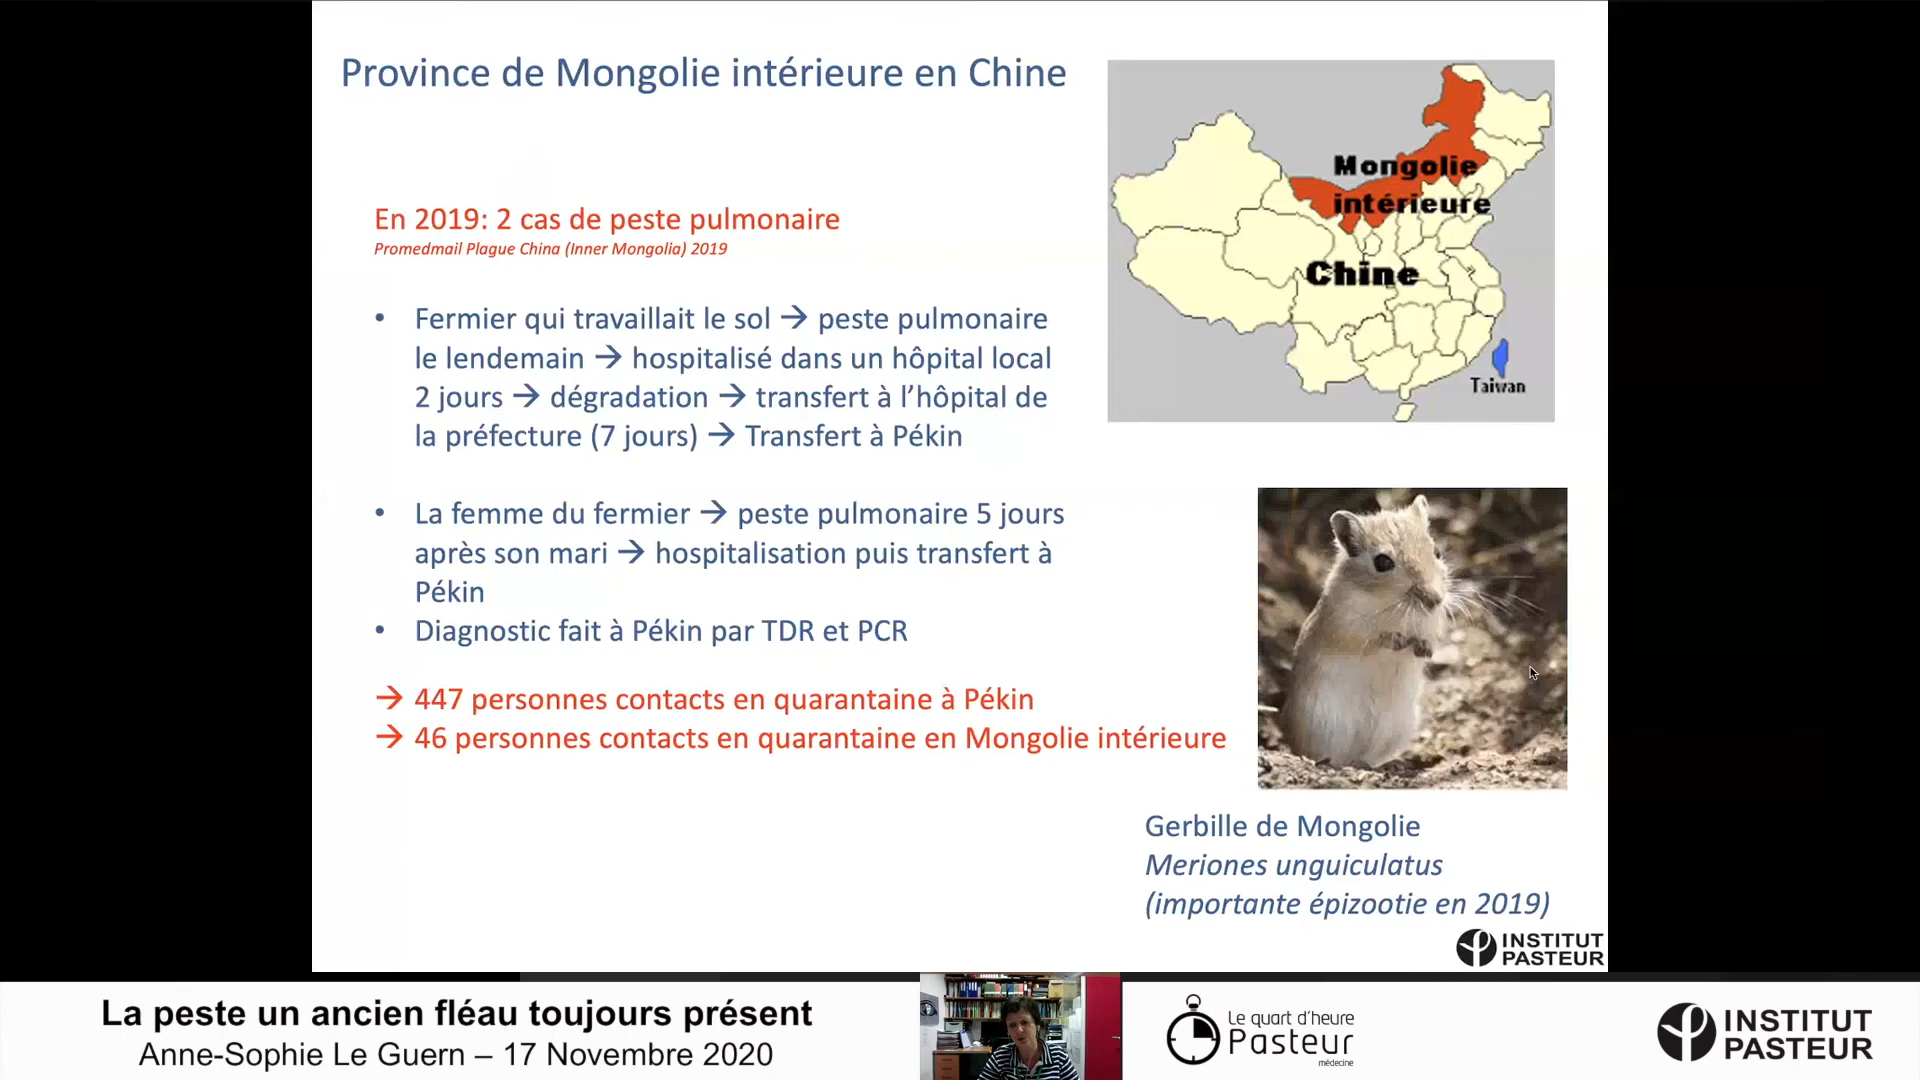 Province de Mongolie intérieure en Chine
En 2019: 2 cas de peste pulmonaire
Promedmail Plague China (Inner Mongolia) 2019
• Fermier qui travaillait le sol → peste pulmonaire
le lendemain → hospitalisé dans un hôpital local
2 jours → dégradation → transfert à l’hôpital de
la préfecture (7 jours) → Transfert à Pékin
• La femme du fermier → peste pulmonaire 5 jours
après son mari → hospitalisation puis transfert à
Pékin
• Diagnostic fait à Pékin par TDR et PCR
→ 447 personnes contacts en quarantaine à Pékin
→ 46 personnes contacts en quarantaine en Mongolie intérieure
Mongolie
intérieure
Chine
Taiwan
Gerbille de Mongolie
Meriones unguiculatus
(importante épizootie en 2019)
INSTITUT
PASTEUR
La peste un ancien fléau toujours présent
Anne-Sophie Le Guern – 17 Novembre 2020
Le quart d'heure
Pasteur
médecine
INSTITUT
PASTEUR